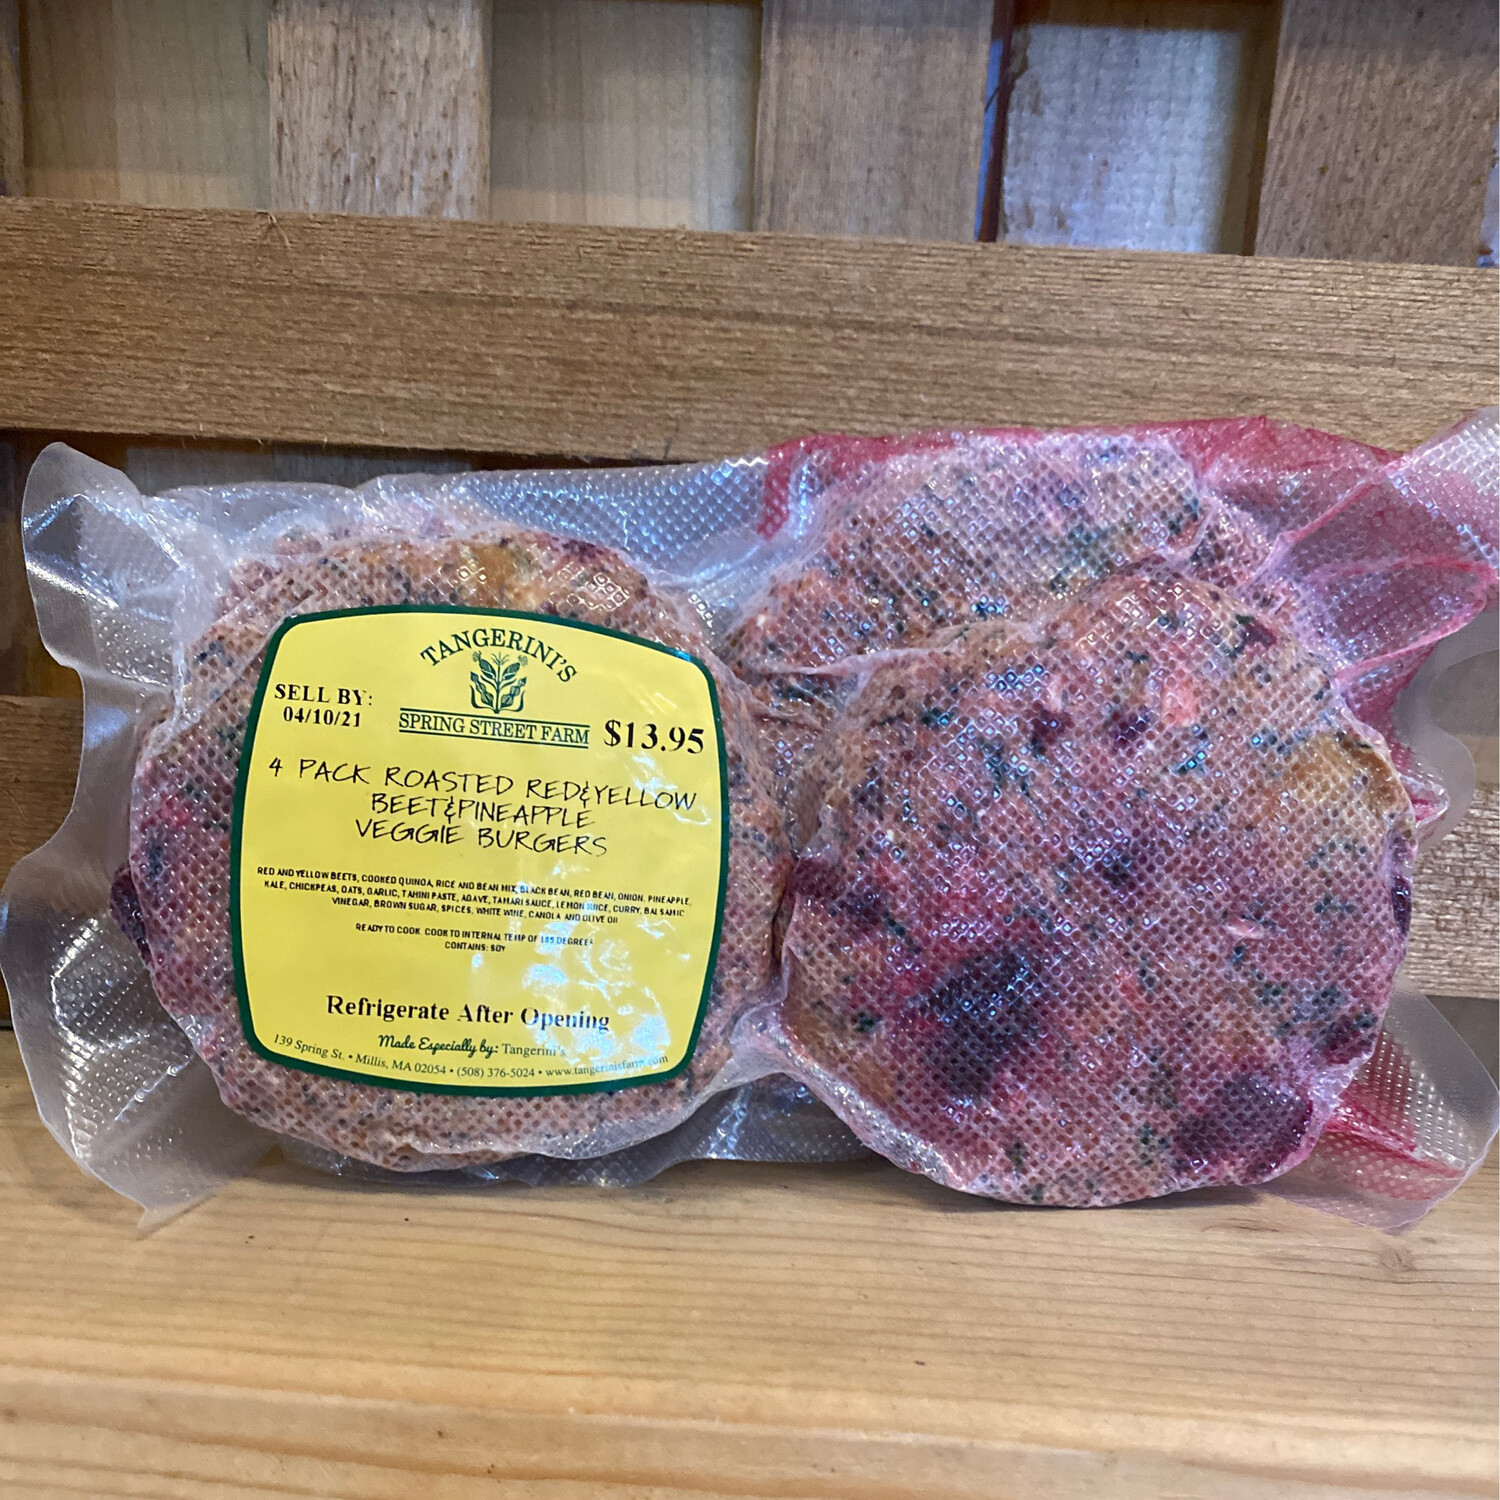 TANGERINI'S
SPRING STREET FARM
SELL BY:
04/10/21
$13.95
4 PACK ROASTED RED&YELLOW
BEET&PINEAPPLE
VEGGIE BURGERS
RED AND YELLOW BEETS, COOKED QUINOA, RICE AND BEAN MIX, BLACK BEAN, RED BEAN, ONION, PINEAPPLE,
KALE, CHICKPEAS, OATS, GARLIC, TAHINI PASTE, AGAVE, TAMARI SAUCE, LEMON JUICE, CURRY, BALSAMIC
VINEGAR, BROWN SUGAR, SPICES, WHITE WINE, CANOLA AND OLIVE OIl
READY TO COOK. COOK TO INTERNAL TEMP OF 165 DEGREES
CONTAINS: SOY
Refrigerate After Opening
Made Especially by: Tangerini's
139 Spring St. • Millis, MA 02054 • (508) 376-5024 • www.tangerinisfarm.com